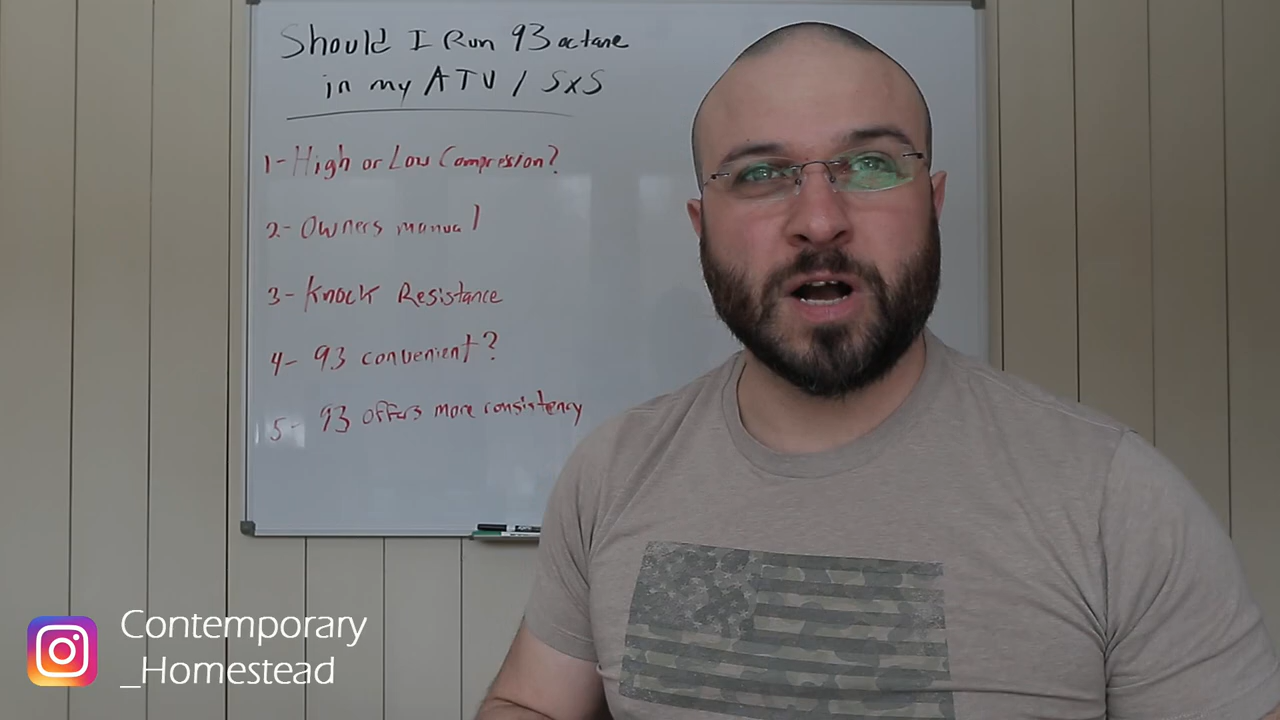 Should I Run 93 octane
in my ATV / SXS
1- High or Low Compression?
2- Owners manual
3- Knock Resistance
4- 93 convenient?
5- 93 offers more consistency
Contemporary
_Homestead